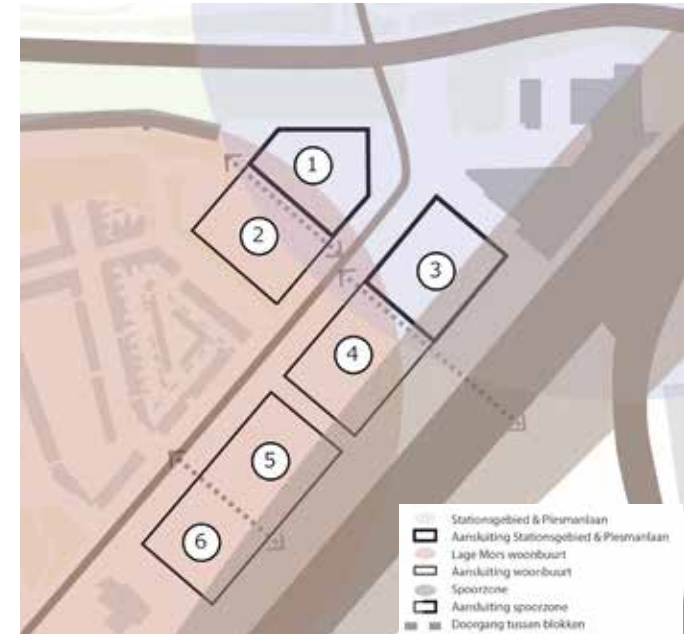 1
2
3
4
5
6
Stationsgebied & Plesmanlaan
Aansluiting Stationsgebied & Plesmanlaan
Lage Mors woonbuurt
Aansluiting woonbuurt
Spoorzone
Aansluiting spoorzone
Doorgang tussen blokken